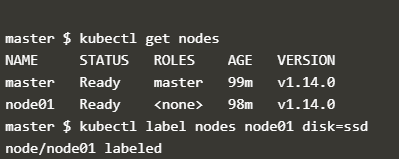 master $ kubectl get nodes
NAME STATUS ROLES AGE VERSION
master Ready master 99m v1.14.0
node01 Ready <none> 98m v1.14.0
master $ kubectl label nodes node01 disk=ssd
node/node01 labeled